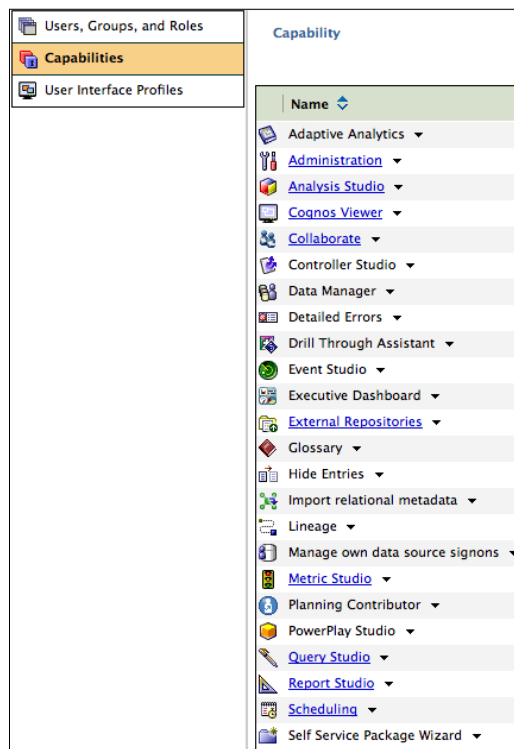 Users, Groups, and Roles
Capabilities
User Interface Profiles
Capability
Name
Adaptive Analytics
Administration
Analysis Studio
Cognos Viewer
Collaborate
Controller Studio
Data Manager
Detailed Errors
Drill Through Assistant
Event Studio
Executive Dashboard
External Repositories
Glossary
Hide Entries
Import relational metadata
Lineage
Manage own data source signons
Metric Studio
Planning Contributor
PowerPlay Studio
Query Studio
Report Studio
Scheduling
Self Service Package Wizard